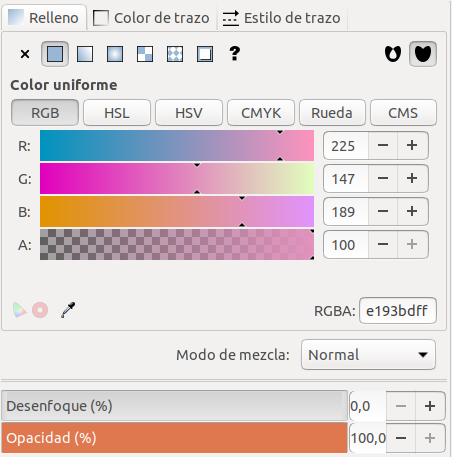 Relleno Color de trazo Estilo de trazo
?
Color uniforme
RGB HSL HSV CMYK Rueda CMS
R: 225 − +
G: 147 − +
B: 189 − +
A: 100 − +
RGBA: e193bdff
Modo de mezcla: Normal
Desenfoque (%) 0,0 − +
Opacidad (%) 100,0 − +